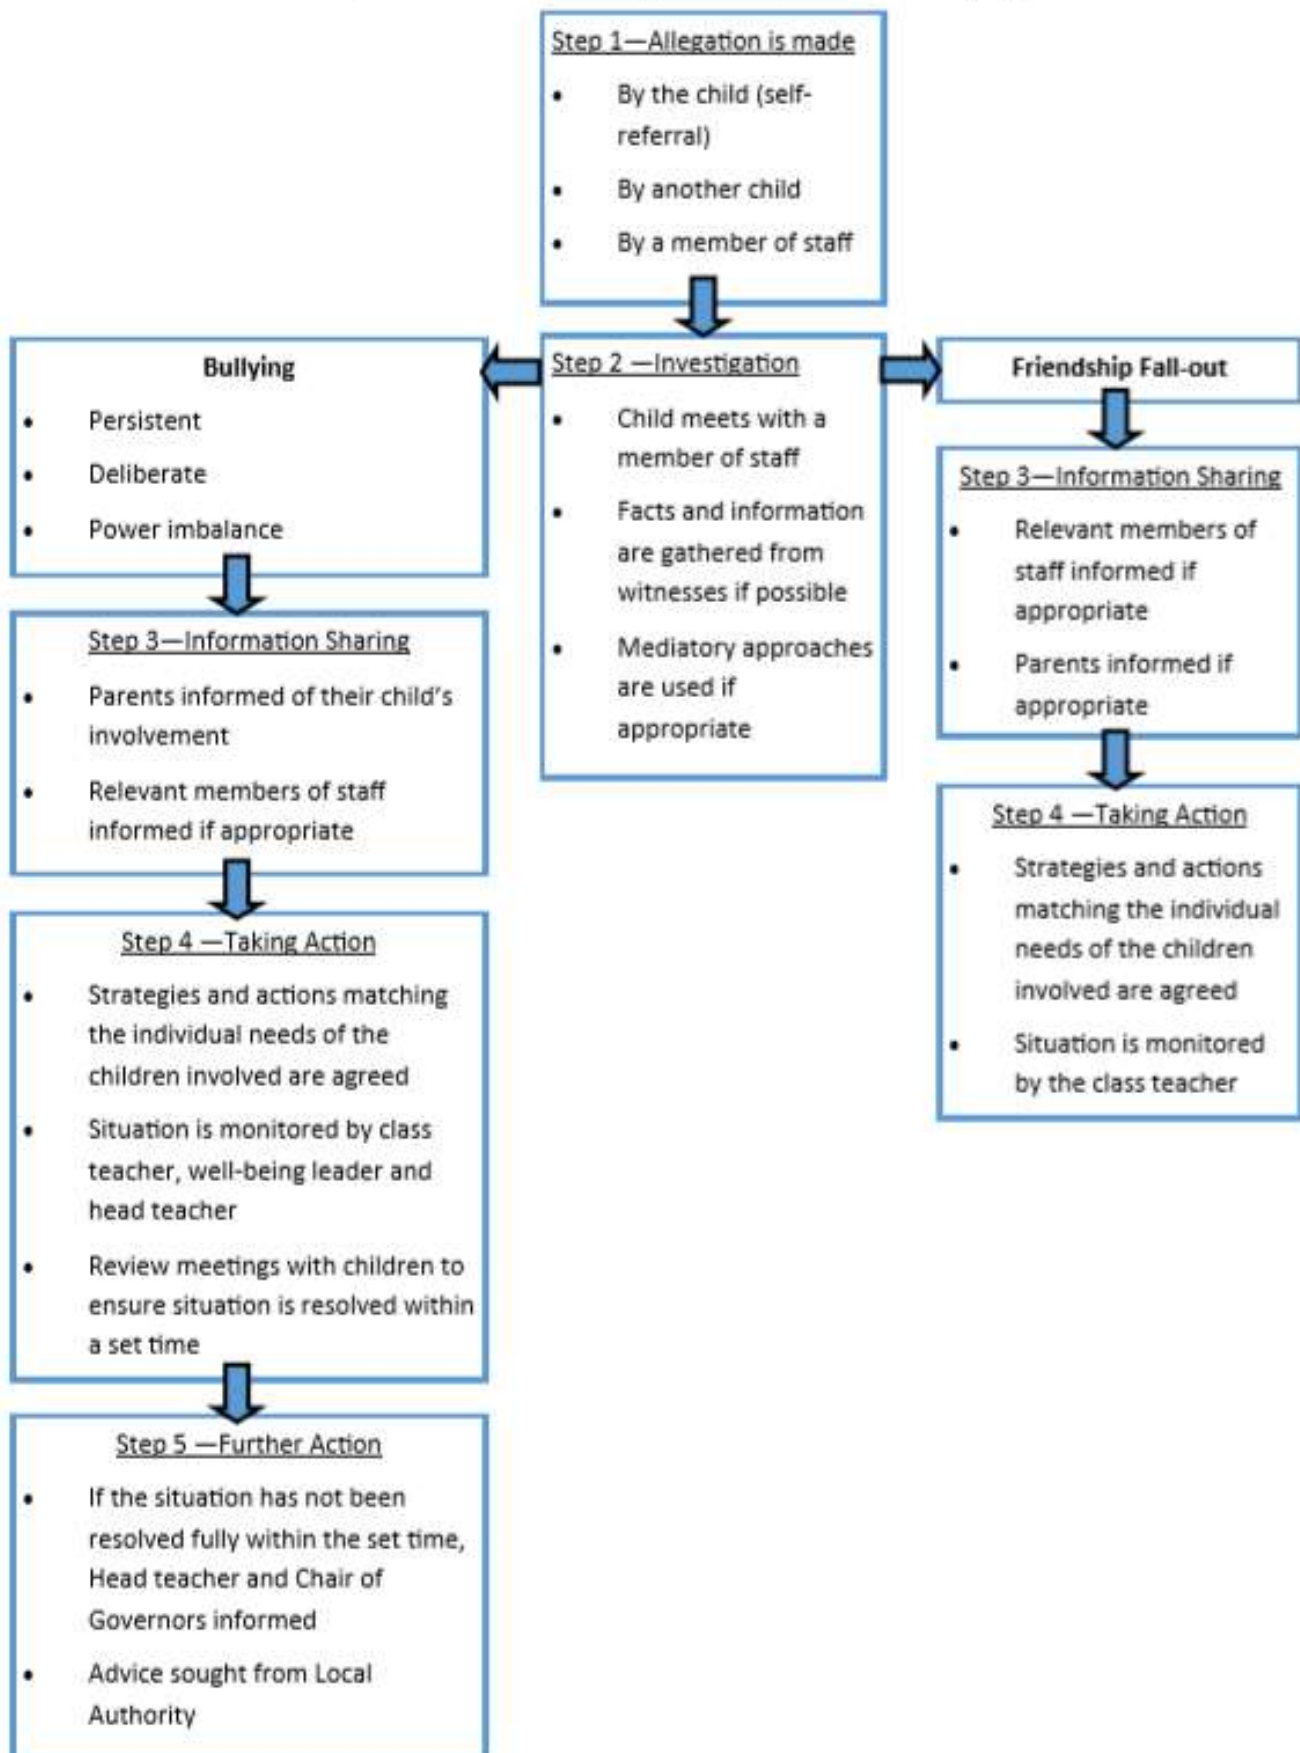 Step 1—Allegation is made
• By the child (self-
referral)
• By another child
• By a member of staff
Step 2 —Investigation
• Child meets with a
member of staff
• Facts and information
are gathered from
witnesses if possible
• Mediatory approaches
are used if
appropriate
Bullying
• Persistent
• Deliberate
• Power imbalance
Step 3—Information Sharing
• Parents informed of their child’s
involvement
• Relevant members of staff
informed if appropriate
Step 4 —Taking Action
• Strategies and actions matching
the individual needs of the
children involved are agreed
• Situation is monitored by class
teacher, well-being leader and
head teacher
• Review meetings with children to
ensure situation is resolved within
a set time
Step 5 —Further Action
• If the situation has not been
resolved fully within the set time,
Head teacher and Chair of
Governors informed
• Advice sought from Local
Authority
Friendship Fall-out
Step 3—Information Sharing
• Relevant members of
staff informed if
appropriate
• Parents informed if
appropriate
Step 4 —Taking Action
• Strategies and actions
matching the individual
needs of the children
involved are agreed
• Situation is monitored
by the class teacher